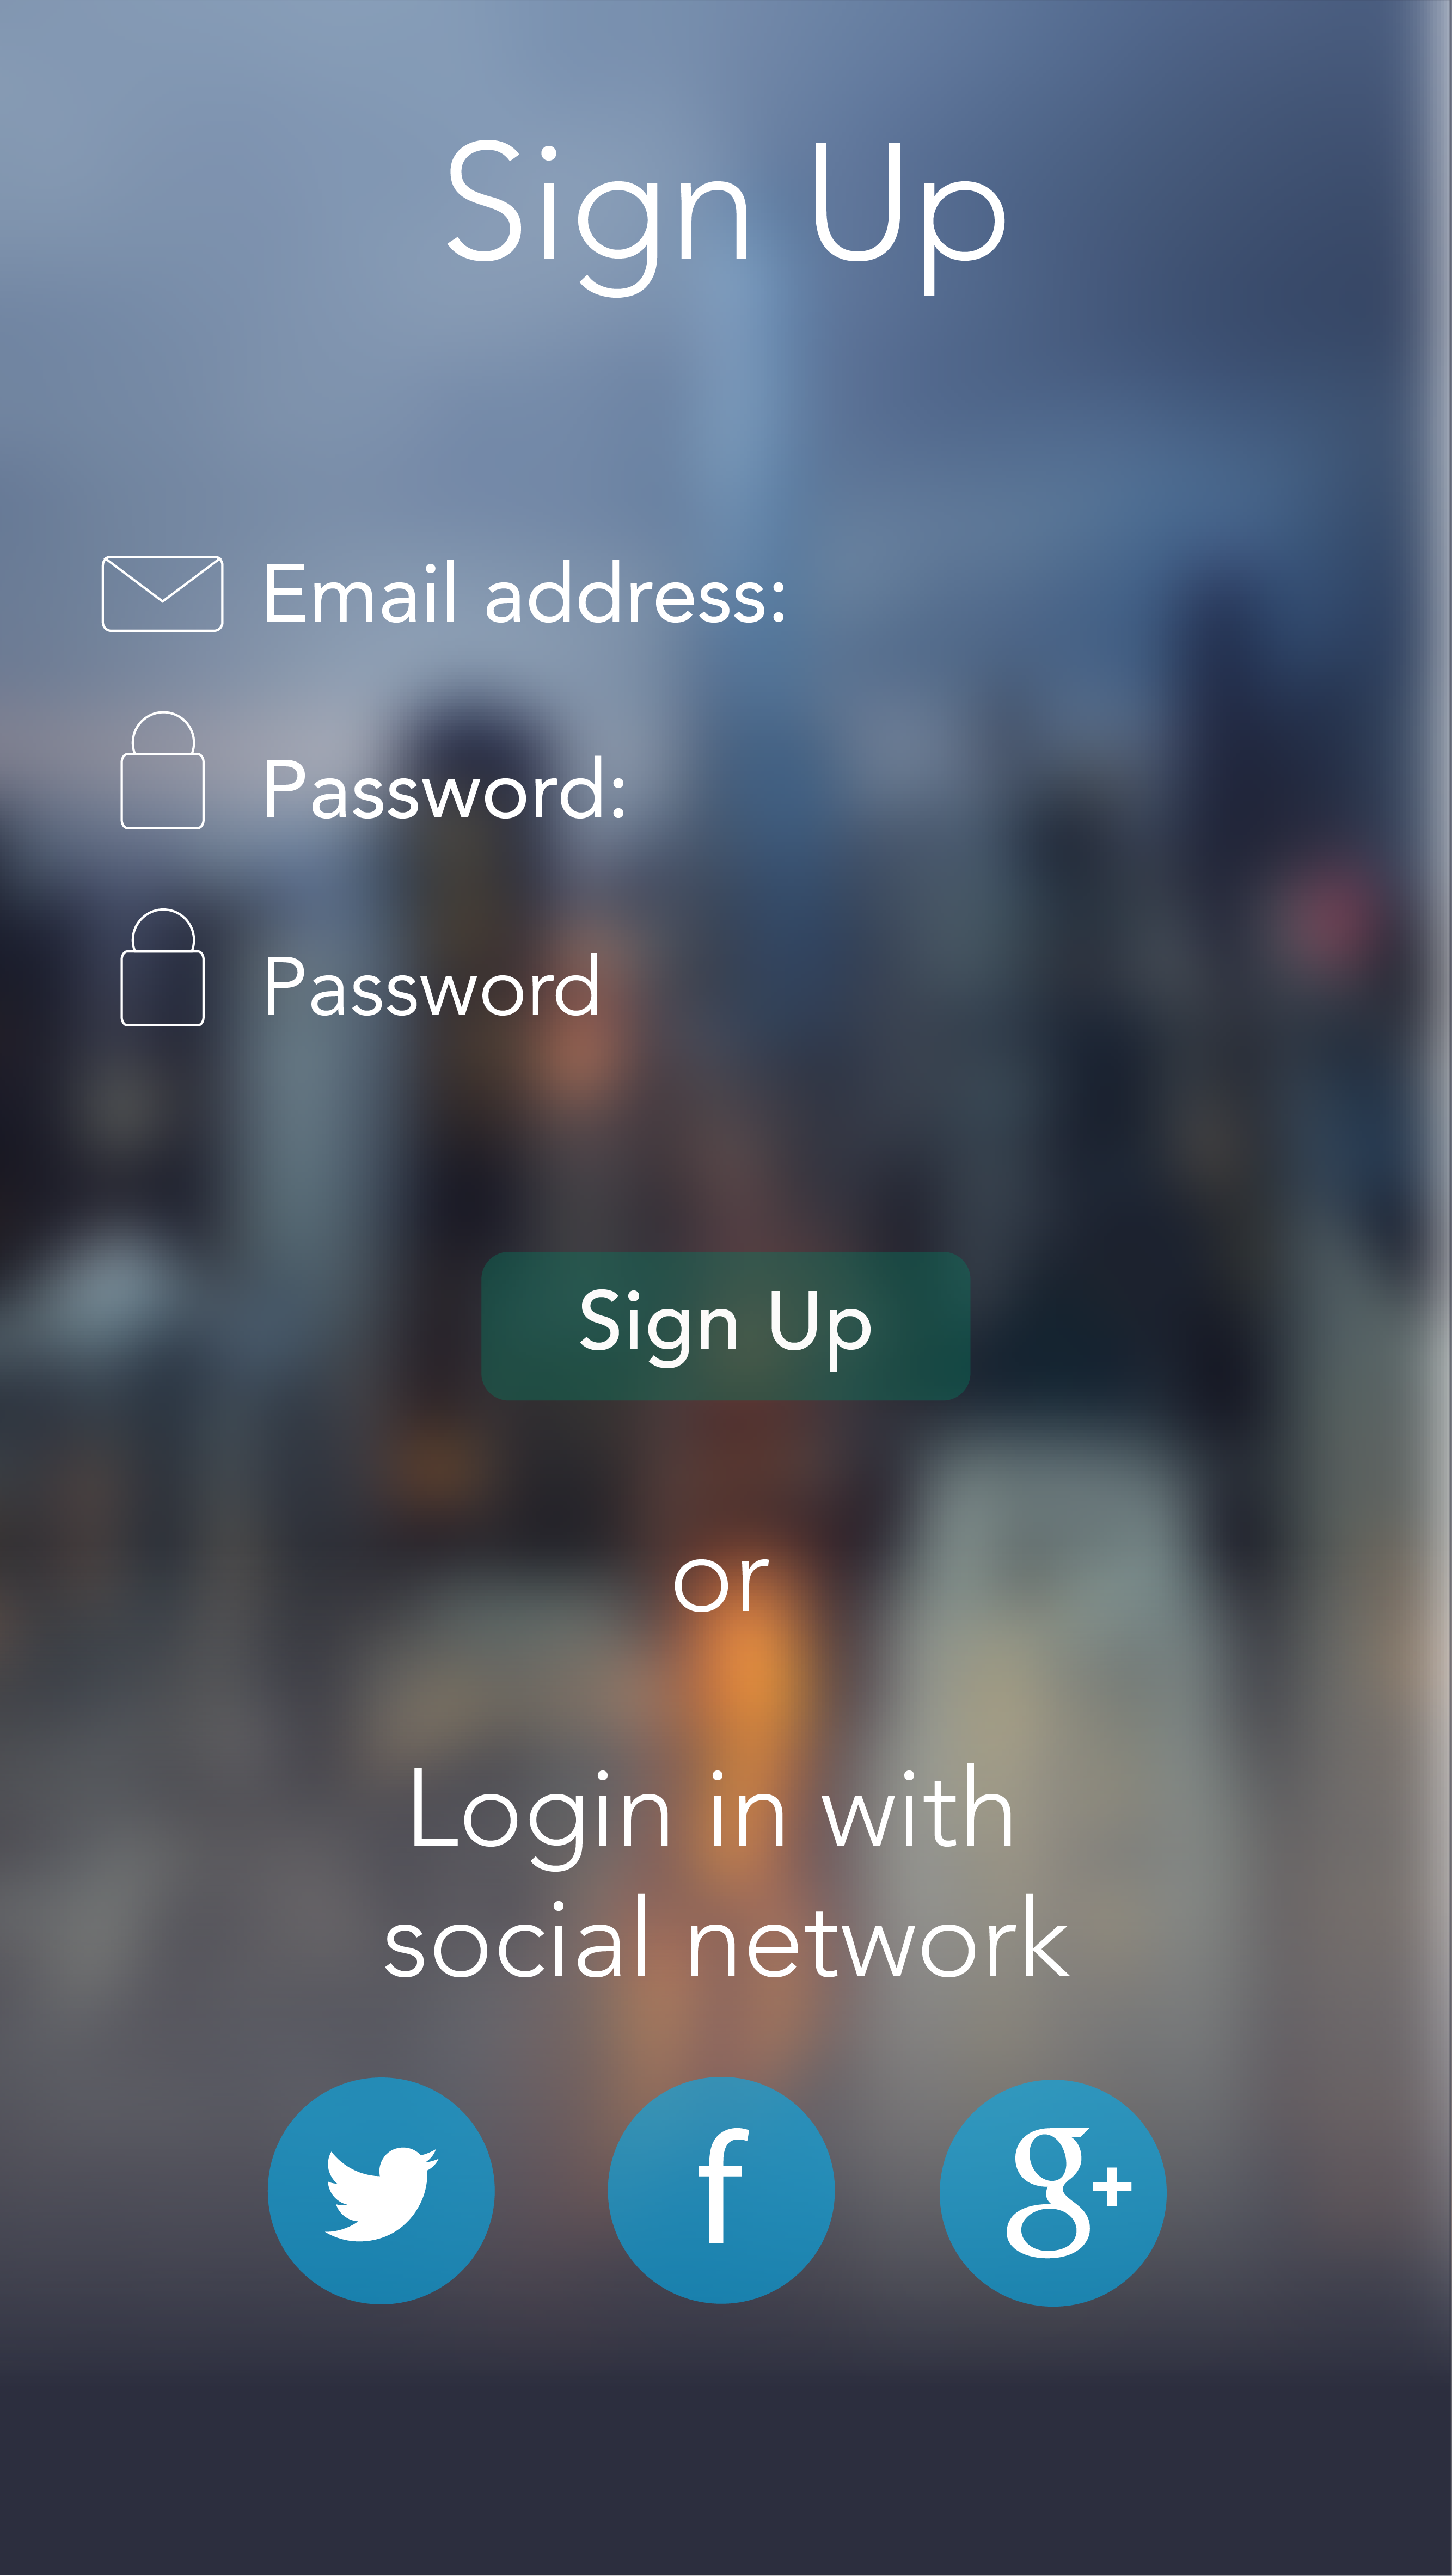 Sign Up
Email address:
Password:
Password
Sign Up
or
Login in with
social network
f
g+